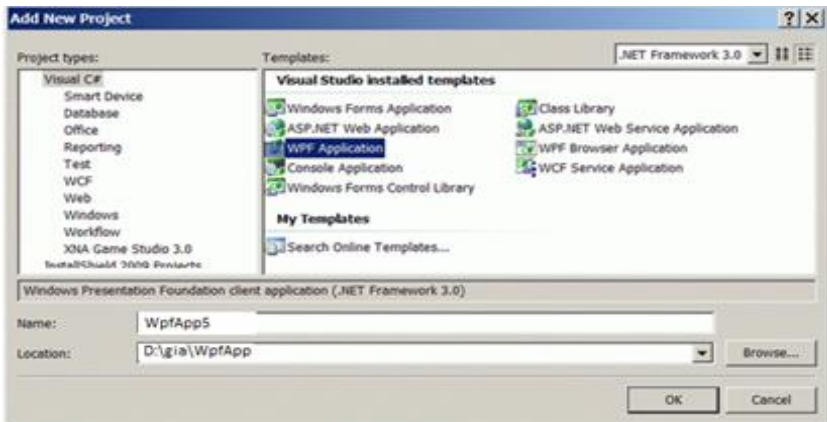 Add New Project
Project types:
Templates:
.NET Framework 3.0
Visual C#
Smart Device
Database
Office
Reporting
Test
WCF
Web
Windows
Workflow
XNA Game Studio 3.0
InstallShield 2009 Projects
Visual Studio installed templates
Windows Forms Application
ASP.NET Web Application
WPF Application
Console Application
Windows Forms Control Library
Class Library
ASP.NET Web Service Application
WPF Browser Application
WCF Service Application
My Templates
Search Online Templates...
Windows Presentation Foundation client application (.NET Framework 3.0)
Name:
WpfApp5
Location:
D:\gia\WpfApp
Browse...
OK
Cancel